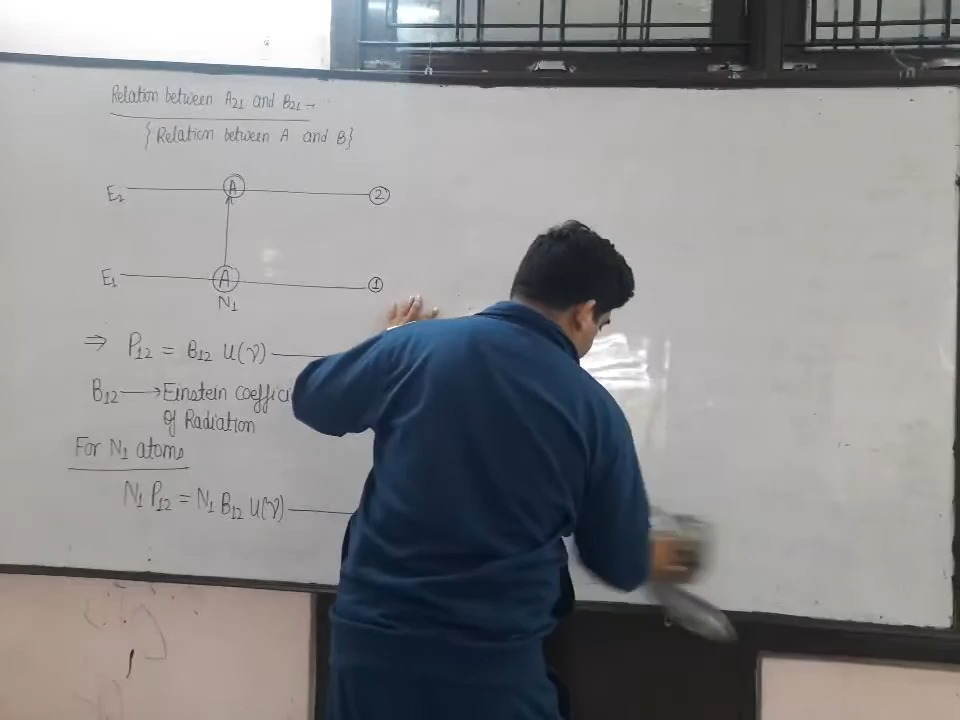 Relation between A21 and B21 →
{Relation between A and B}
E2 A 2
E1 A 1
N1
⇒ P12 = B12 u(ν)
B12 → Einstein
of Radiation
For N1 atoms
N1 P12 = N1 B12 u(ν)